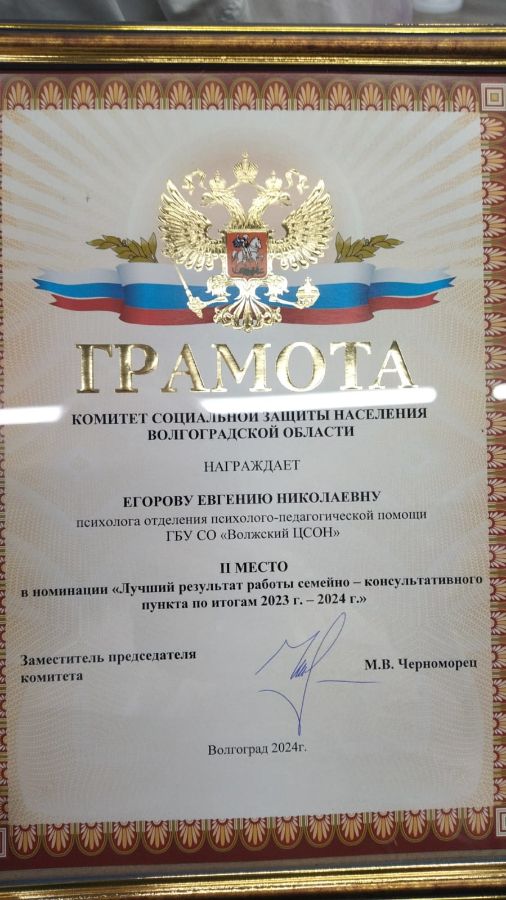 ГРАМОТА
КОМИТЕТ СОЦИАЛЬНОЙ ЗАЩИТЫ НАСЕЛЕНИЯ
ВОЛГОГРАДСКОЙ ОБЛАСТИ
НАГРАЖДАЕТ
ЕГОРОВУ ЕВГЕНИЮ НИКОЛАЕВНУ
психолога отделения психолого-педагогической помощи
ГБУ СО «Волжский ЦСОН»
II МЕСТО
в номинации «Лучший результат работы семейно – консультативного
пункта по итогам 2023 г. – 2024 г.»
Заместитель председателя
комитета
М.В. Черноморец
Волгоград 2024г.